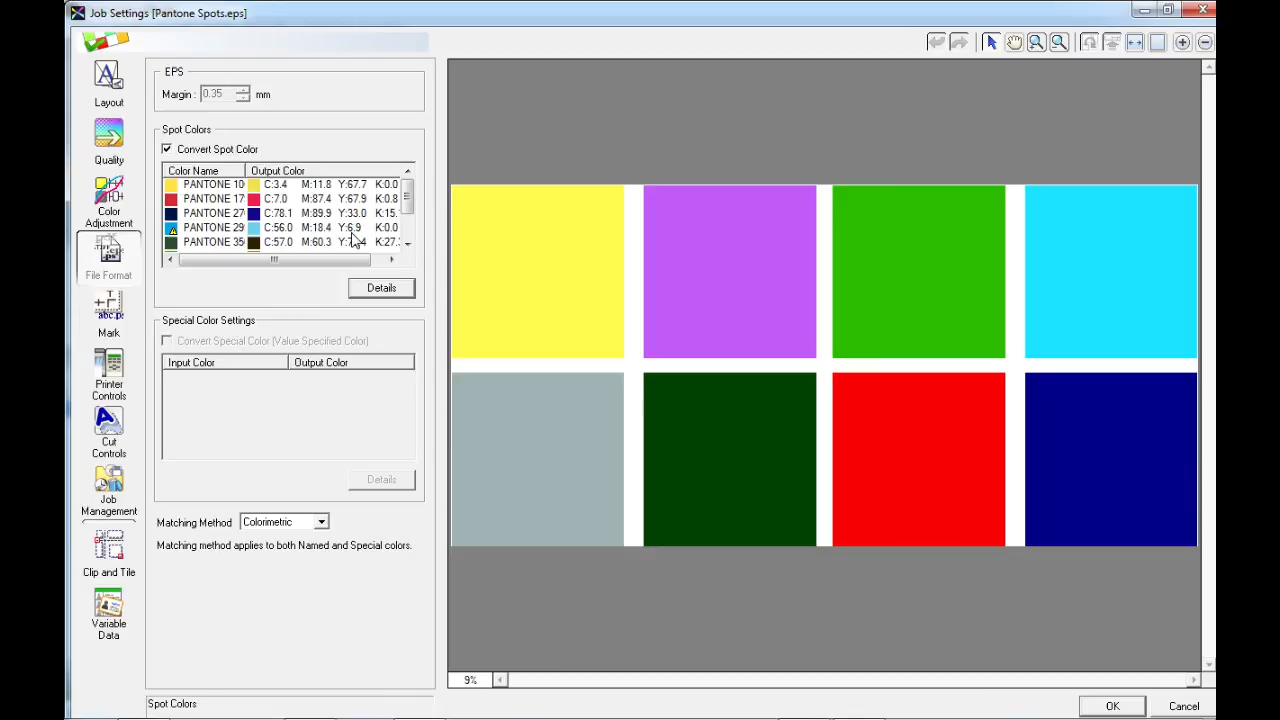 Job Settings [Pantone Spots.eps]
EPS
Margin : 0.35 mm
Layout
Quality
Color Adjustment
File Format
Mark
Printer Controls
Cut Controls
Job Management
Clip and Tile
Variable Data
Spot Colors
Convert Spot Color
Color Name Output Color
PANTONE 10 C:3.4 M:11.8 Y:67.7 K:0.0
PANTONE 17 C:7.0 M:87.4 Y:67.9 K:0.8
PANTONE 27 C:78.1 M:89.9 Y:33.0 K:15.
PANTONE 29 C:56.0 M:18.4 Y:6.9 K:0.0
PANTONE 35 C:57.0 M:60.3 K:27.
Details
Special Color Settings
Convert Special Color (Value Specified Color)
Input Color Output Color
Details
Matching Method Colorimetric
Matching method applies to both Named and Special colors.
9%
Spot Colors
OK Cancel